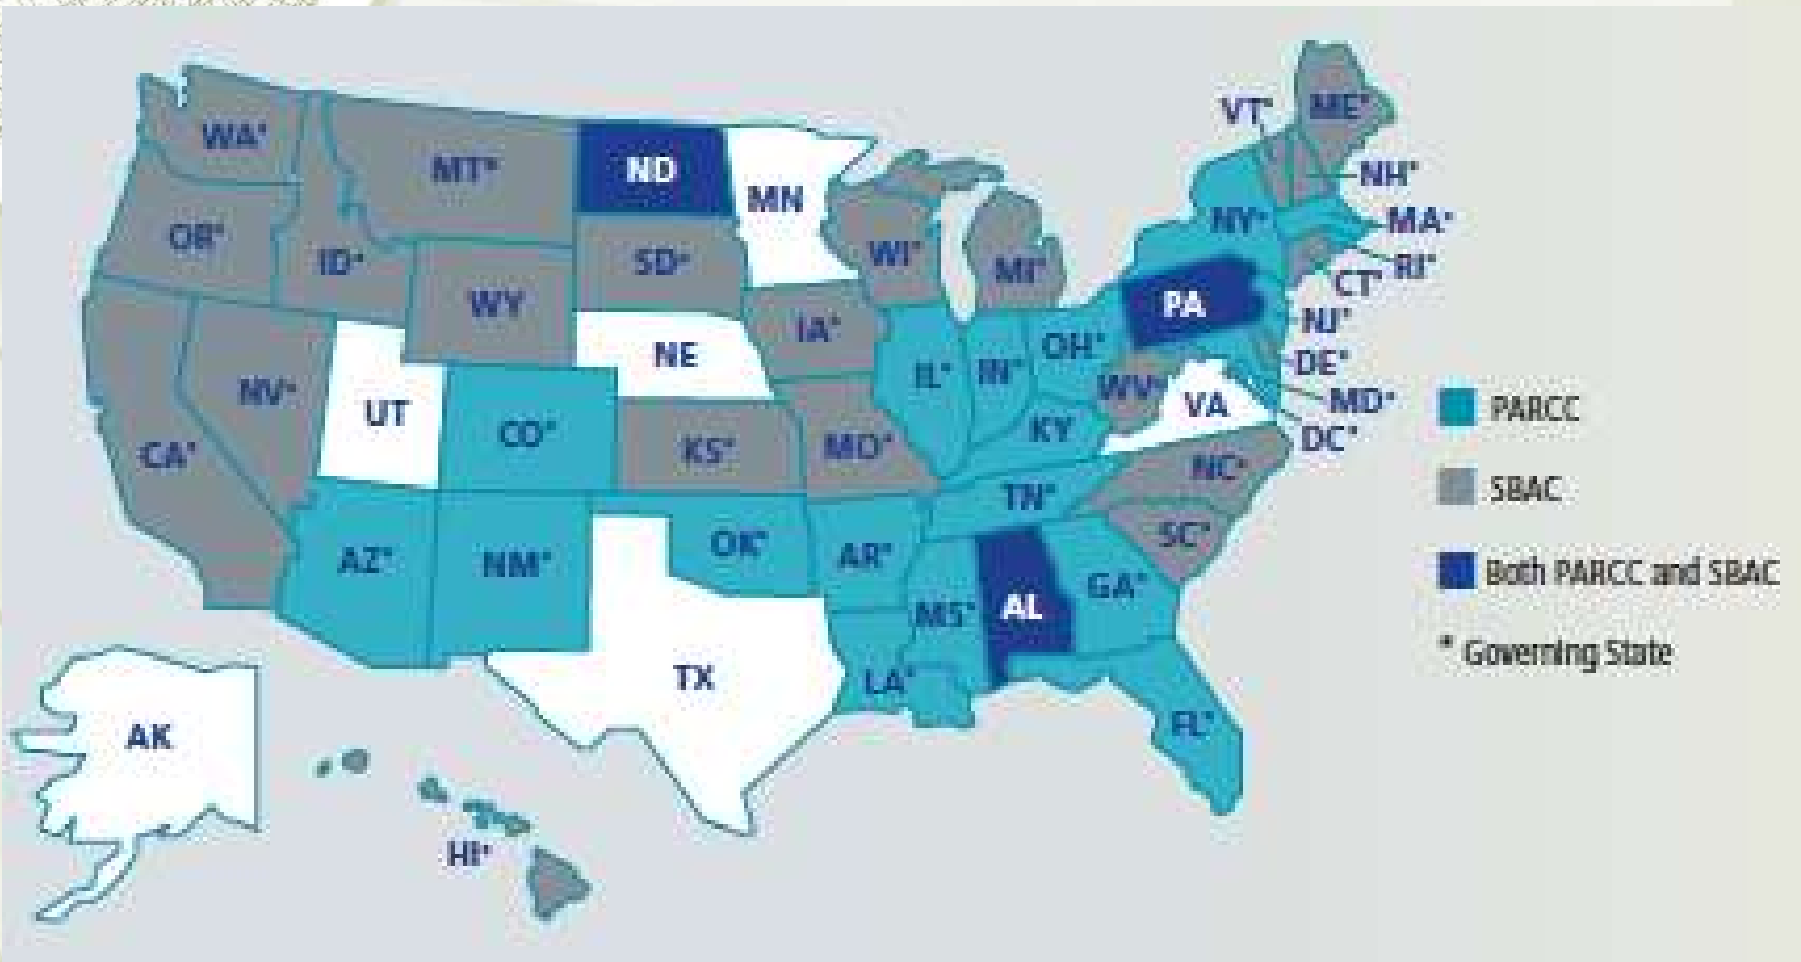 VT*
ME*
WA*
MT*
ND
MN
NH*
OR*
ID*
SD*
WI*
MI*
NY*
MA*
RI*
CT*
WY
PA
NJ*
IA*
NE
IL*
IN*
OH*
DE*
WV*
MD*
NV*
UT
CO*
VA
DC*
PARCC
CA*
KS*
MO*
KY
NC*
SBAC
TN*
SC*
AZ*
NM*
OK*
AR*
MS*
AL
GA*
Both PARCC and SBAC
* Governing State
TX
LA*
FL*
AK
HI*